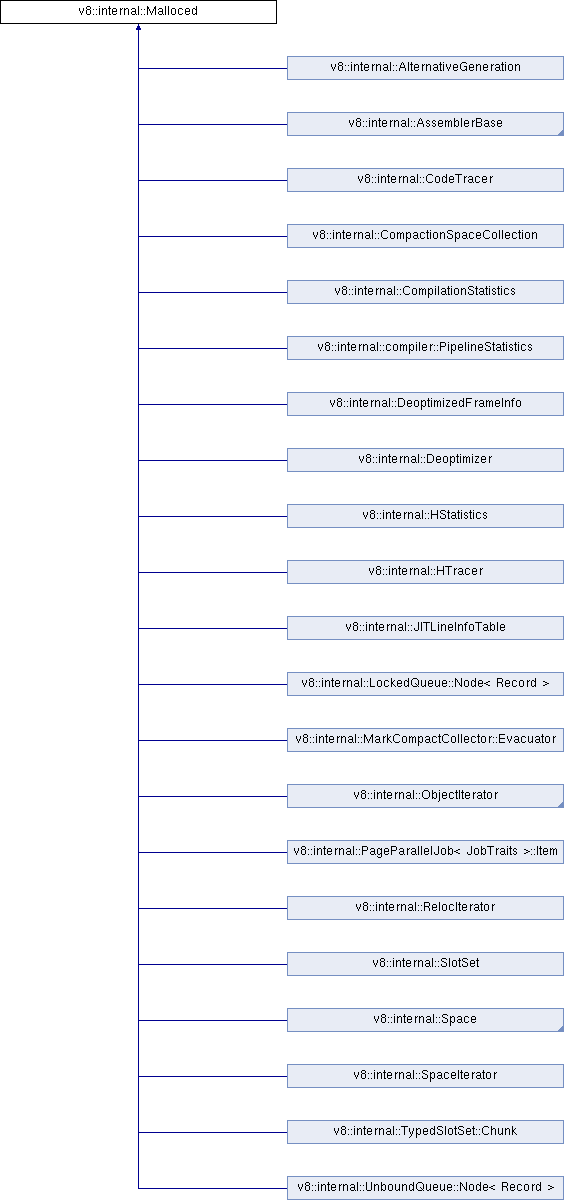 v8::internal::Malloced
v8::internal::AlternativeGeneration
v8::internal::AssemblerBase
v8::internal::CodeTracer
v8::internal::CompactionSpaceCollection
v8::internal::CompilationStatistics
v8::internal::compiler::PipelineStatistics
v8::internal::DeoptimizedFrameInfo
v8::internal::Deoptimizer
v8::internal::HStatistics
v8::internal::HTracer
v8::internal::JITLineInfoTable
v8::internal::LockedQueue::Node< Record >
v8::internal::MarkCompactCollector::Evacuator
v8::internal::ObjectIterator
v8::internal::PageParallelJob< JobTraits >::Item
v8::internal::RelocIterator
v8::internal::SlotSet
v8::internal::Space
v8::internal::SpaceIterator
v8::internal::TypedSlotSet::Chunk
v8::internal::UnboundQueue::Node< Record >